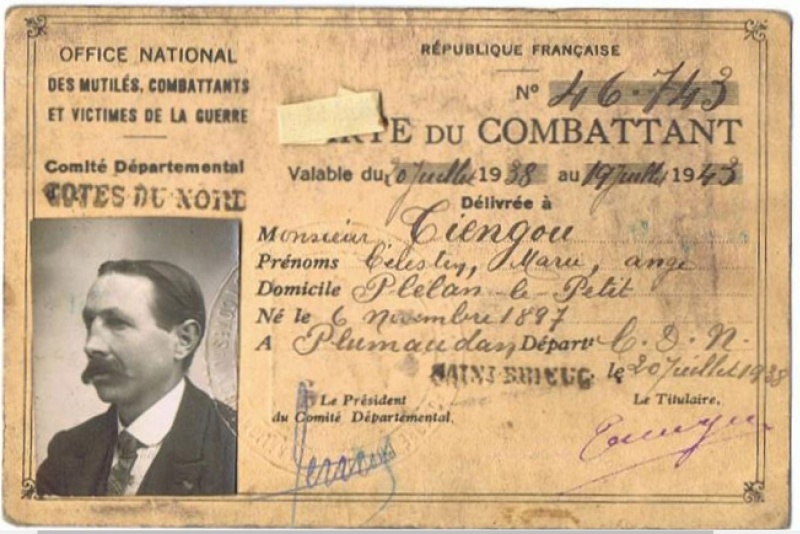 OFFICE NATIONAL
DES MUTILÉS, COMBATTANTS
ET VICTIMES DE LA GUERRE
Comité Départemental
COTES DU NORD
RÉPUBLIQUE FRANÇAISE
N° 46.743
DU COMBATTANT
Valable du 20 juillet 1938 au 19 juillet 1943
Délivrée à
Monsieur Tiengou
Prénoms Célestin, Marie, ange
Domicile Plélan-le-Petit
Né le 6 novembre 1897
A Plumaudan Départt C. D. N.
SAINT-BRIEUC le 20 Juillet 1938
Le Président
du Comité Départemental,
Le Titulaire,